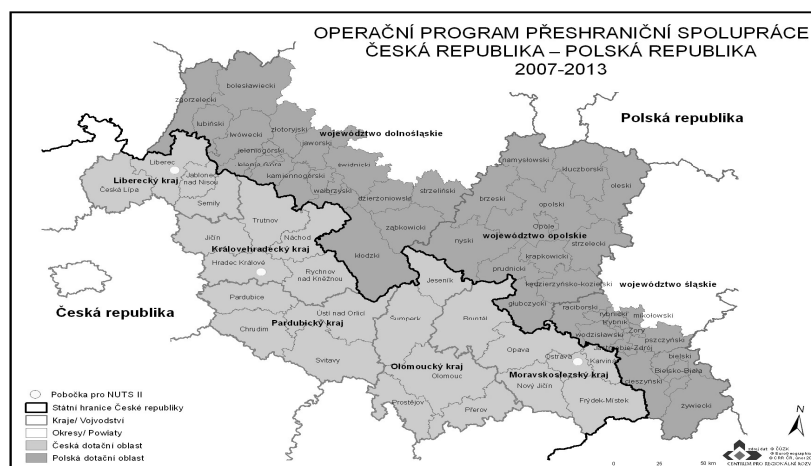 OPERAČNÍ PROGRAM PŘESHRANIČNÍ SPOLUPRÁCE
ČESKÁ REPUBLIKA – POLSKÁ REPUBLIKA
2007-2013
Polská republika
Česká republika
bolesławiecki
zgorzelecki
lubiński
złotoryjski
województwo dolnośląskie
lwówecki
jaworski
jeleniogórski
Jelenia Góra
świdnicki
kamiennogórski
wałbrzyski
dzierżoniowski
strzeliński
ząbkowicki
kłodzki
namysłowski
kluczborski
oleski
brzeski
opolski
Opole
województwo opolskie
nyski
strzelecki
krapkowicki
prudnicki
kędzierzyńsko-kozielski
głubczycki
województwo śląskie
raciborski
rybnicki
Rybnik
mikołowski
Żory
wodzisławski
pszczyński
Jastrzębie-Zdrój
bielski
Bielsko-Biała
cieszyński
żywiecki
Liberec
Liberecký kraj
Jablonec
nad Nisou
Česká Lípa
Semily
Trutnov
Jičín
Náchod
Královéhradecký kraj
Hradec Králové
Rychnov
nad Kněžnou
Pardubice
Ústí nad Orlicí
Pardubický kraj
Chrudim
Svitavy
Jeseník
Šumperk
Bruntál
Olomoucký kraj
Olomouc
Prostějov
Přerov
Opava
Ostrava
Karviná
Moravskoslezský kraj
Nový Jičín
Frýdek-Místek
Pobočka pro NUTS II
Státní hranice České republiky
Kraje/ Vojvodství
Okresy/ Powiaty
Česká dotační oblast
Polská dotační oblast
N
0 25 50 km